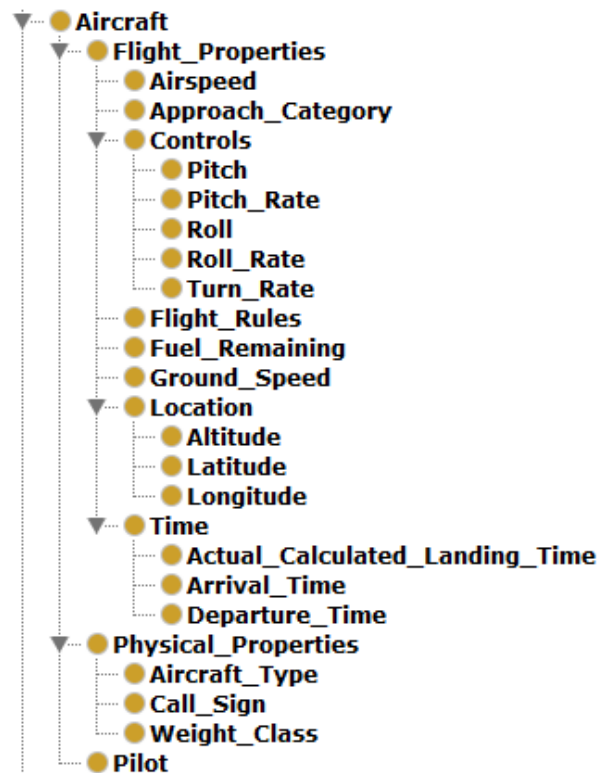 Aircraft
Flight_Properties
Airspeed
Approach_Category
Controls
Pitch
Pitch_Rate
Roll
Roll_Rate
Turn_Rate
Flight_Rules
Fuel_Remaining
Ground_Speed
Location
Altitude
Latitude
Longitude
Time
Actual_Calculated_Landing_Time
Arrival_Time
Departure_Time
Physical_Properties
Aircraft_Type
Call_Sign
Weight_Class
Pilot